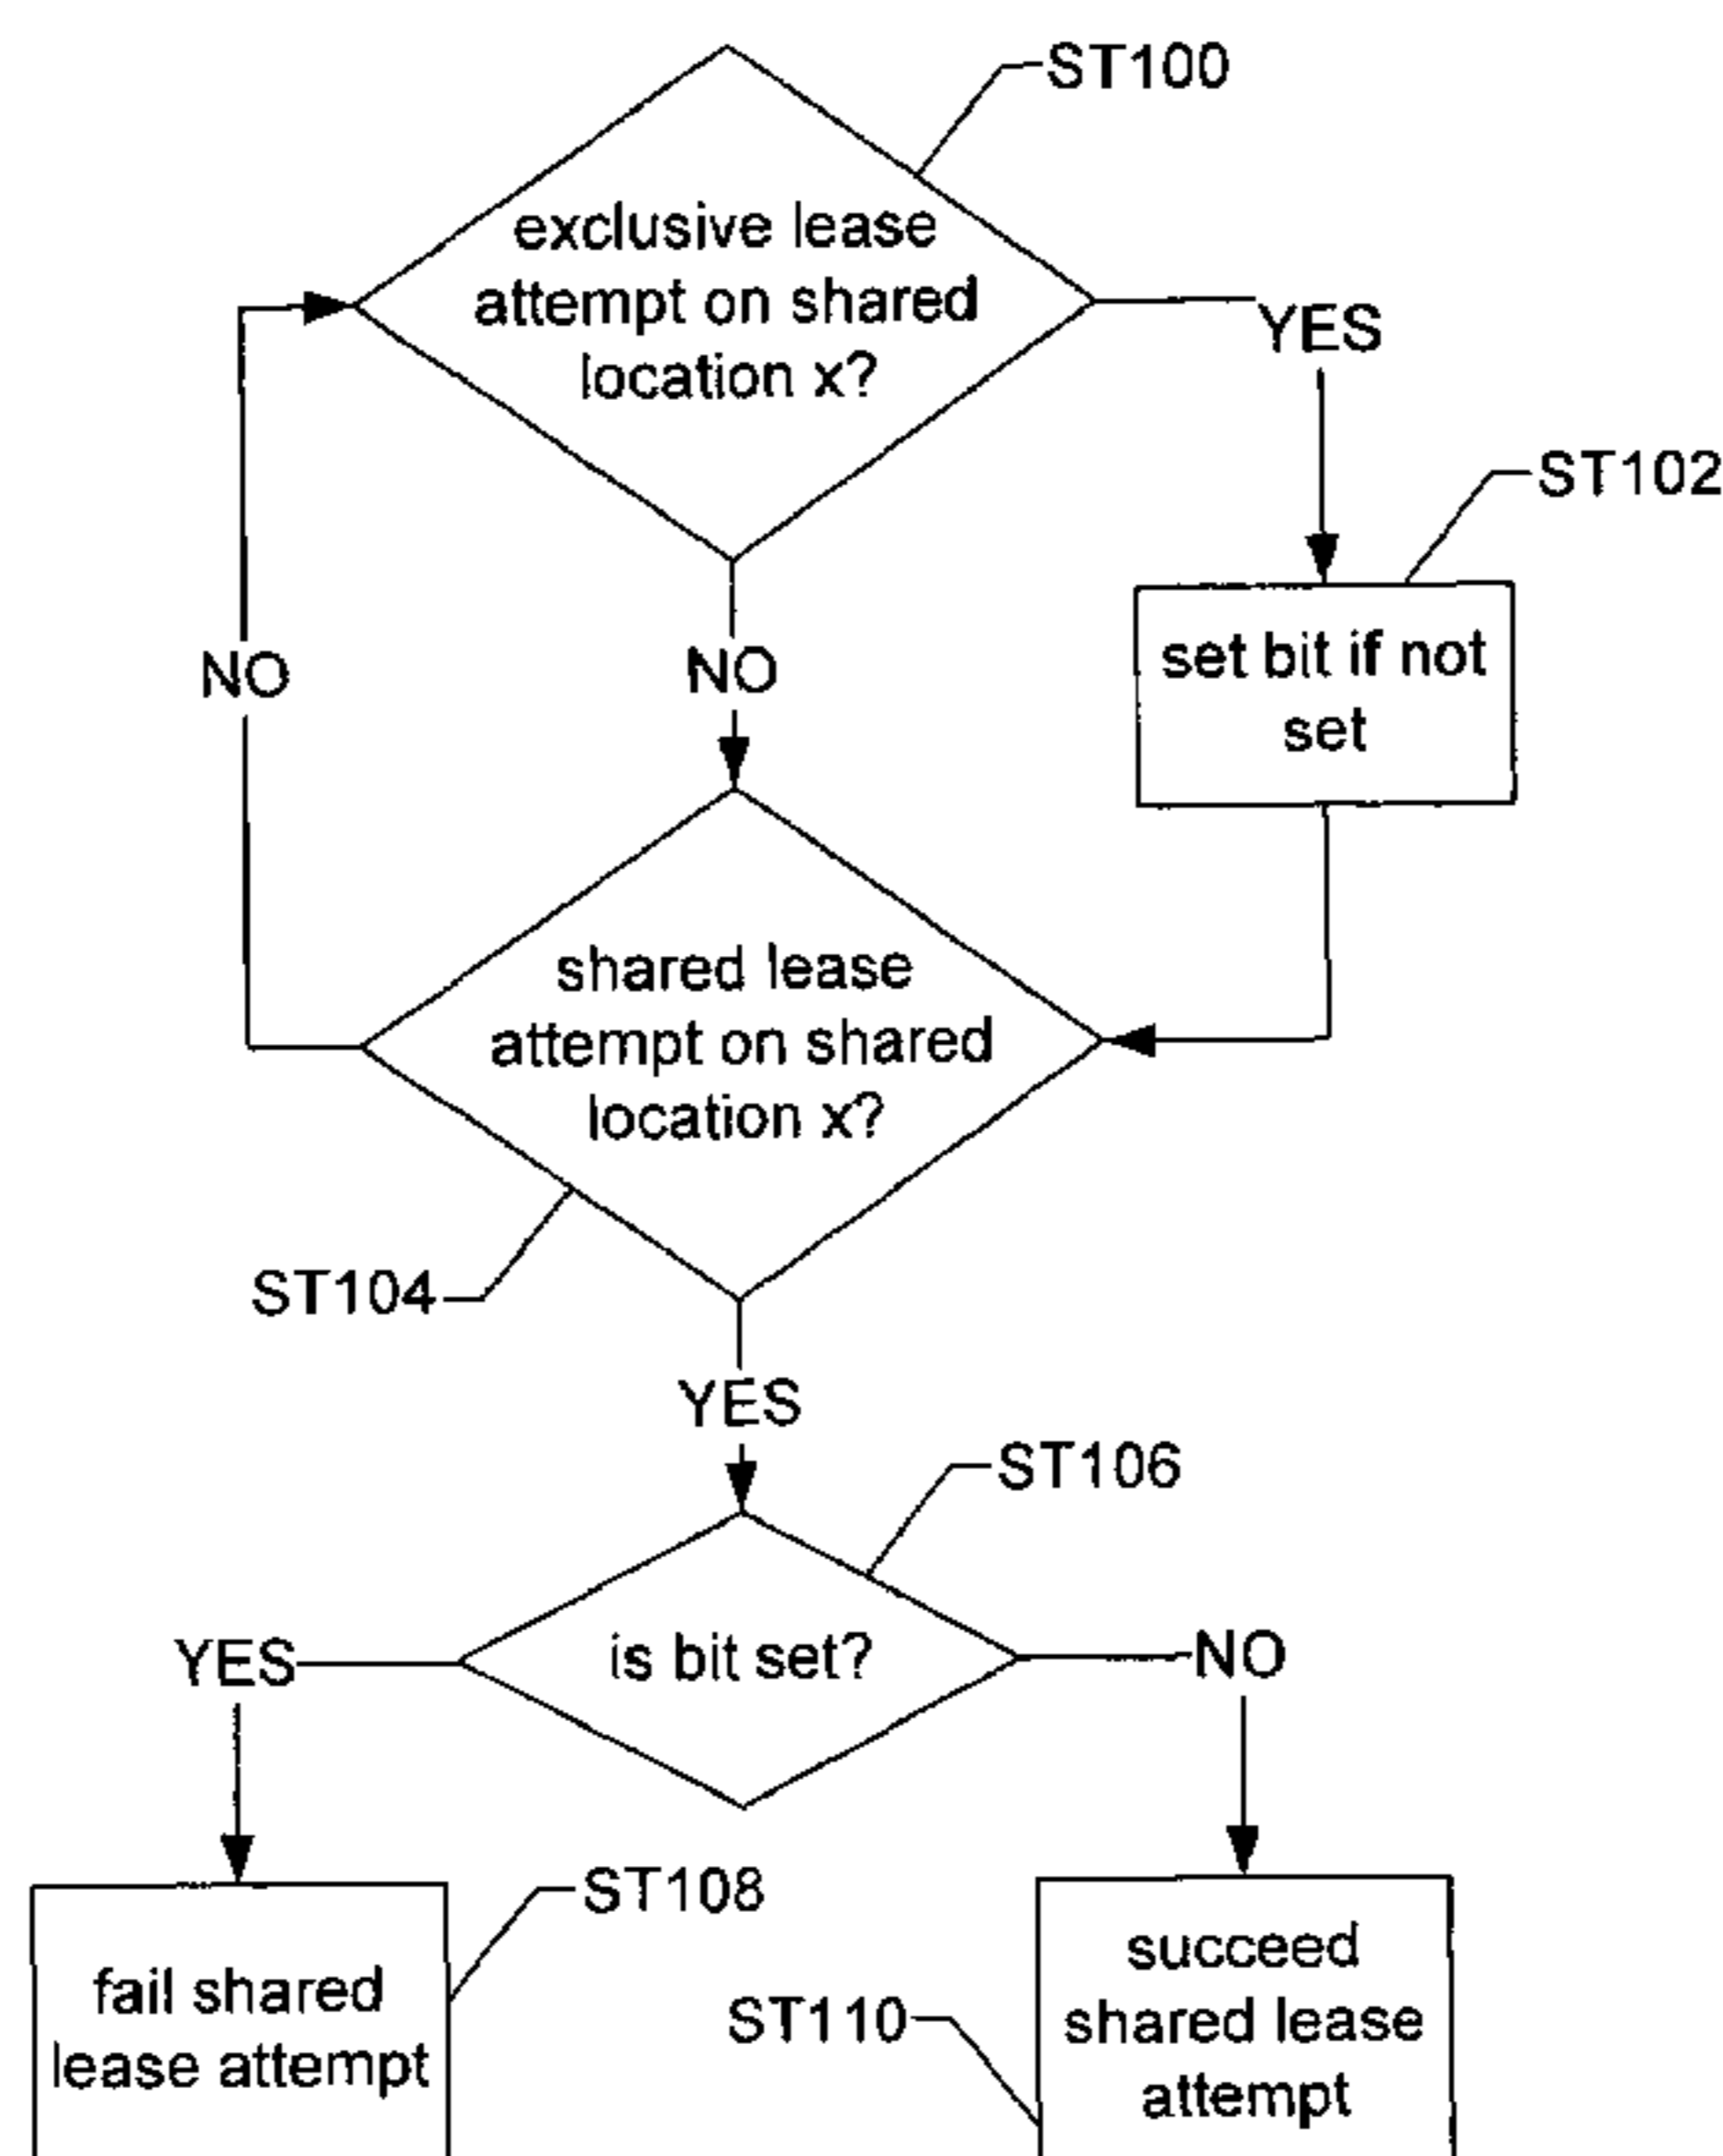 ST100
exclusive lease
attempt on shared
location x?
YES
ST102
set bit if not
set
NO
NO
shared lease
attempt on shared
location x?
ST104
YES
ST106
is bit set?
YES
NO
ST108
fail shared
lease attempt
succeed
shared lease
attempt
ST110